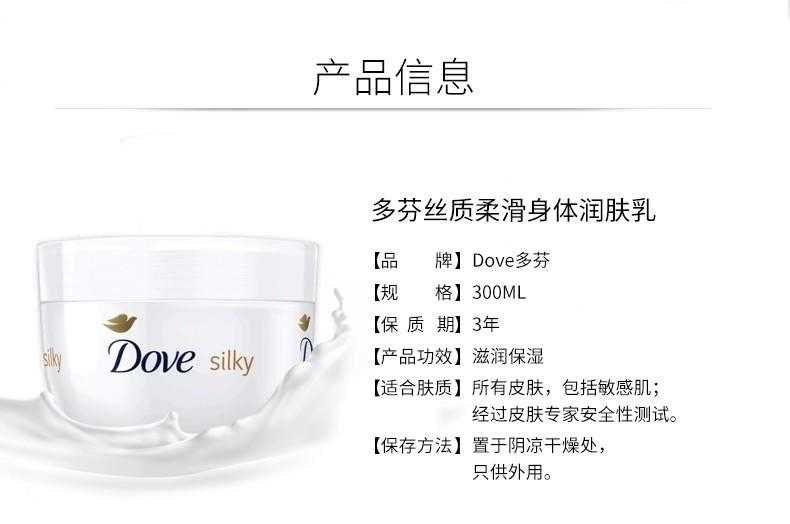 产品信息
多芬丝质柔滑身体润肤乳
【品 牌】Dove多芬
【规 格】300ML
【保 质 期】3年
【产品功效】滋润保湿
【适合肤质】所有皮肤，包括敏感肌；
经过皮肤专家安全性测试。
【保存方法】置于阴凉干燥处，
只供外用。
silky
Dove silky
D